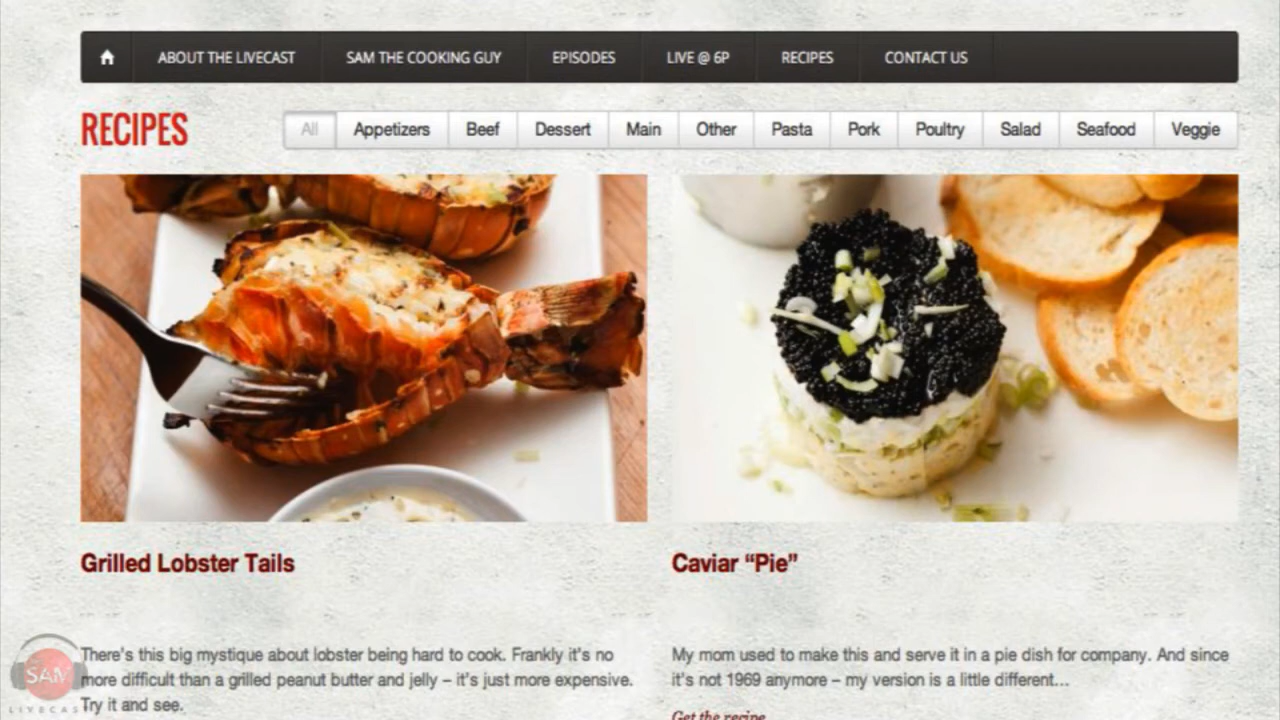 ABOUT THE LIVECAST SAM THE COOKING GUY EPISODES LIVE @ 6P RECIPES CONTACT US
RECIPES
All Appetizers Beef Dessert Main Other Pasta Pork Poultry Salad Seafood Veggie
Grilled Lobster Tails
There's this big mystique about lobster being hard to cook. Frankly it's no
more difficult than a grilled peanut butter and jelly – it's just more expensive.
Try it and see.
Caviar “Pie”
My mom used to make this and serve it in a pie dish for company. And since
it's not 1969 anymore – my version is a little different...
Get the recipe
SAM
LIVECAST